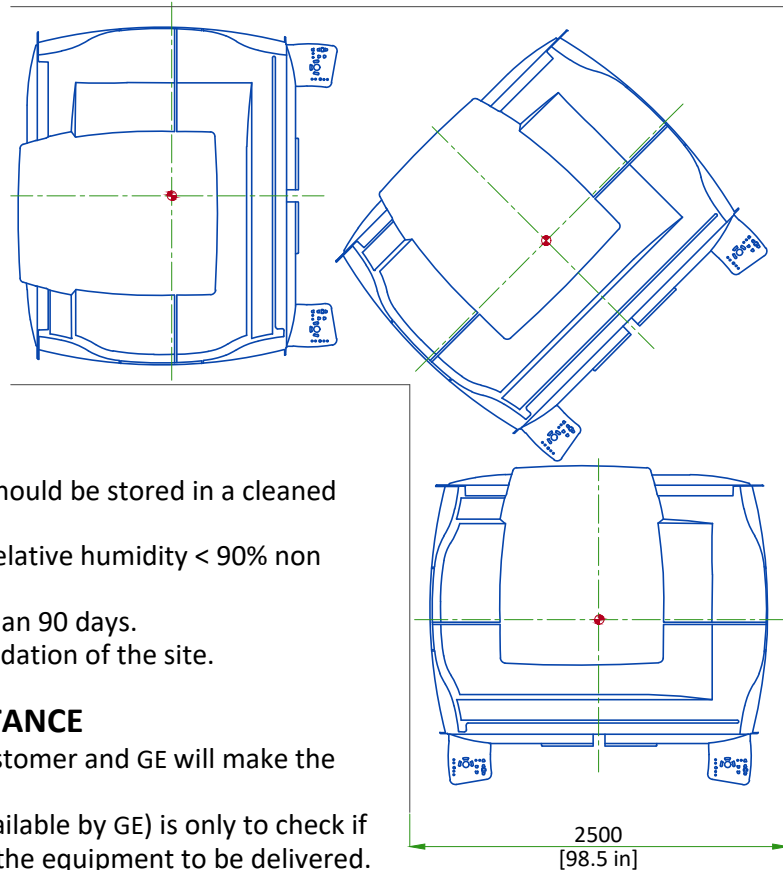 hould be stored in a cleaned
elative humidity < 90% non
an 90 days.
dation of the site.
TANCE
stomer and GE will make the
ailable by GE) is only to check if
the equipment to be delivered.
2500
[98.5 in]